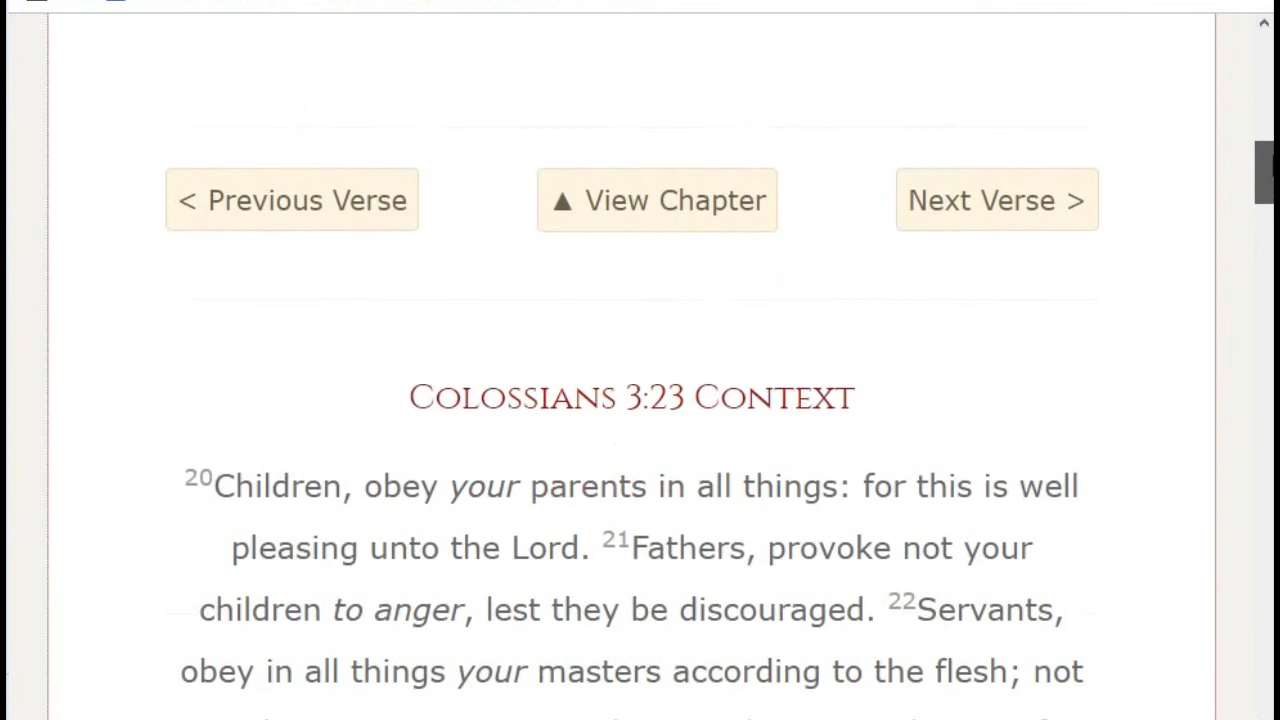 < Previous Verse
▲ View Chapter
Next Verse >
Colossians 3:23 Context
20Children, obey your parents in all things: for this is well
pleasing unto the Lord. 21Fathers, provoke not your
children to anger, lest they be discouraged. 22Servants,
obey in all things your masters according to the flesh; not